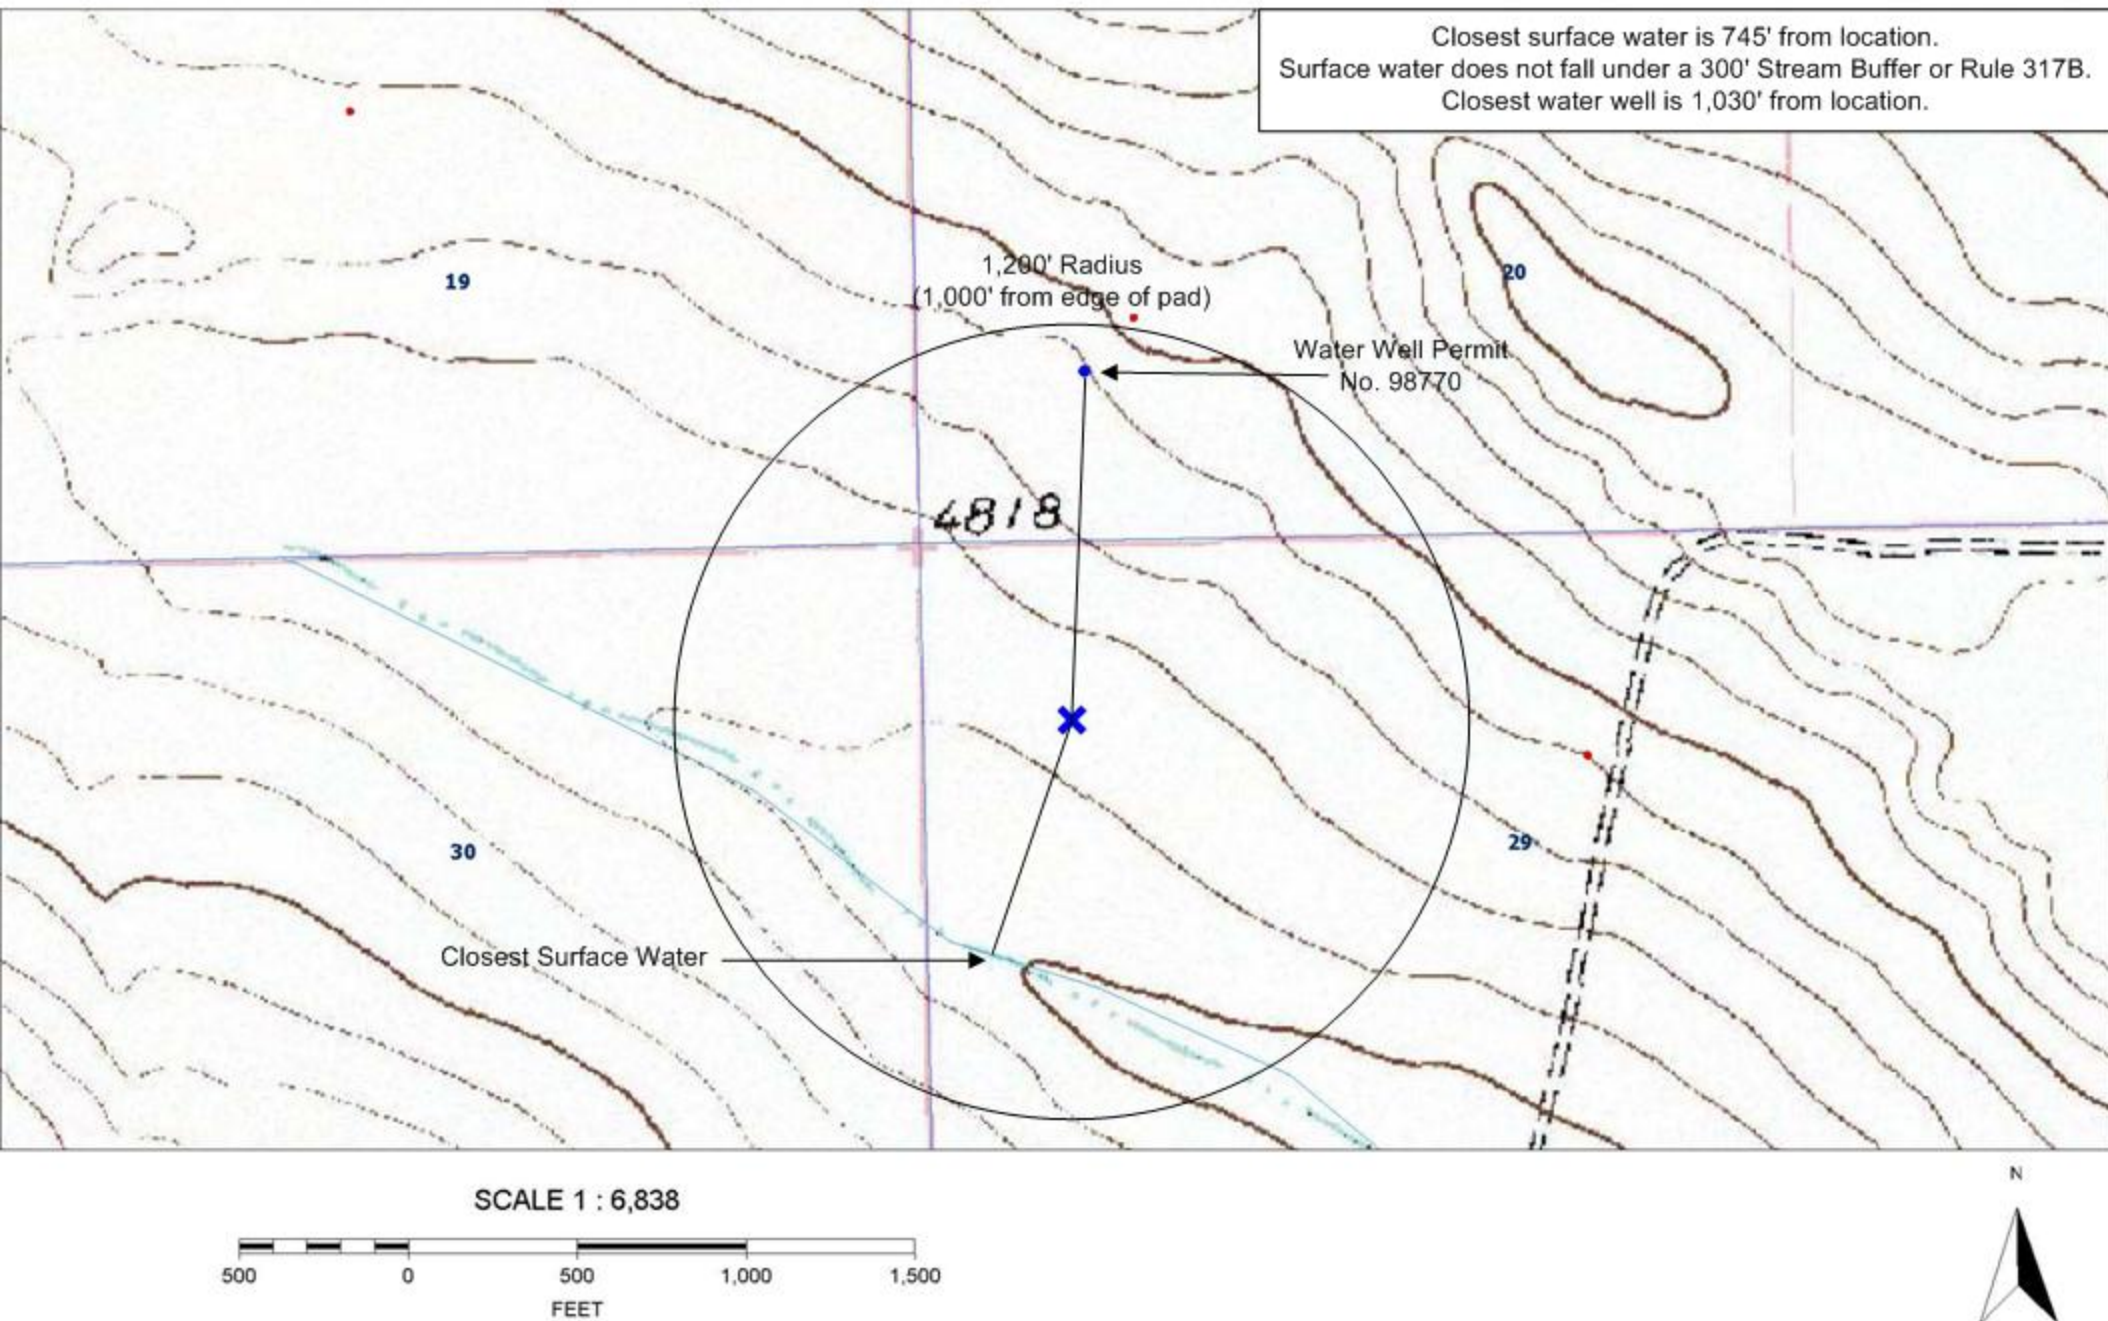 Closest surface water is 745' from location.
Surface water does not fall under a 300' Stream Buffer or Rule 317B.
Closest water well is 1,030' from location.
19
20
1,200' Radius
(1,000' from edge of pad)
Water Well Permit
No. 98770
4818
30
29
Closest Surface Water
SCALE 1 : 6,838
500 0 500 1,000 1,500
FEET
N